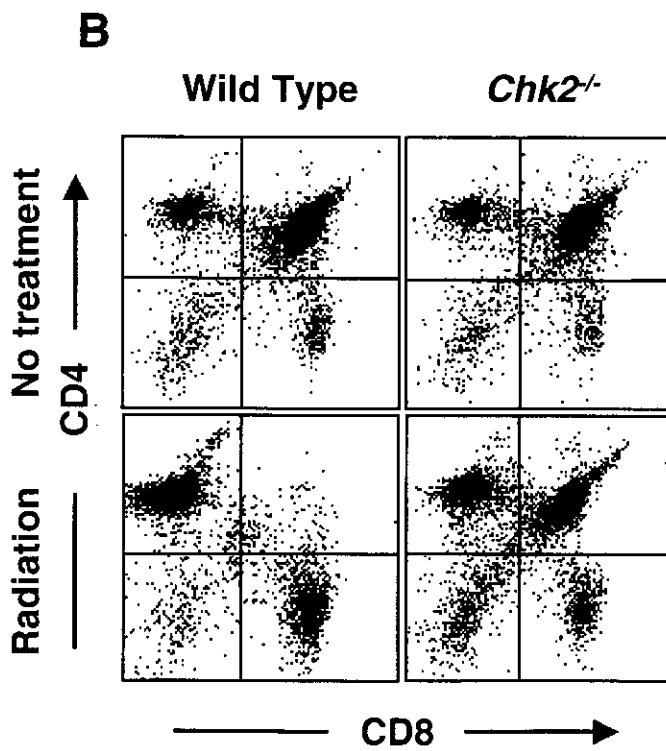 B
Wild Type
Chk2-/-
No treatment
CD4
Radiation
CD8